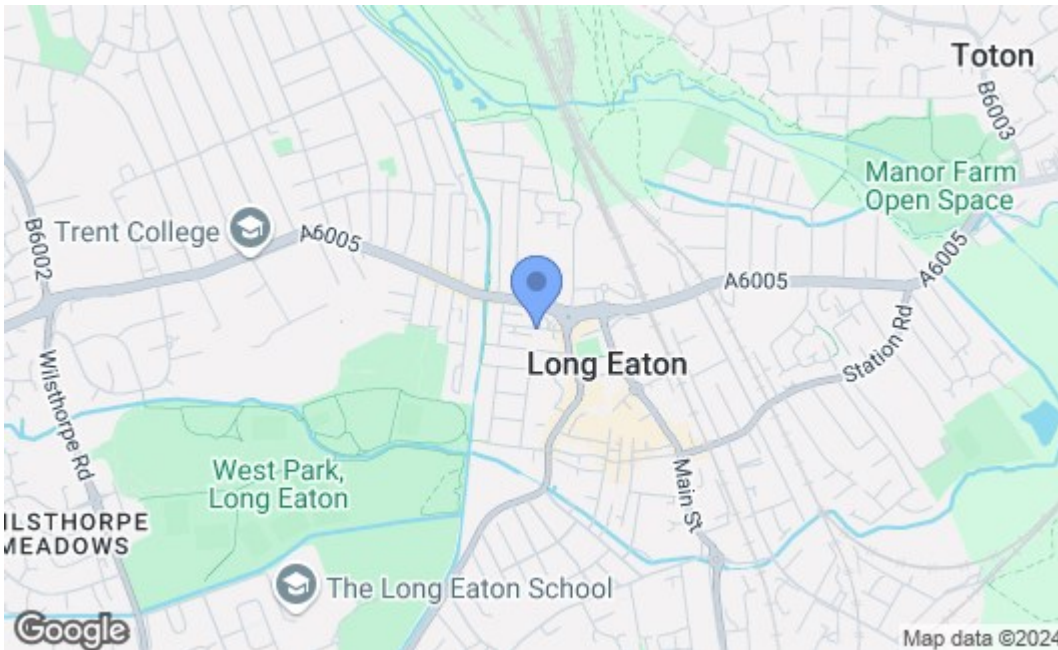 Toton
B6003
Manor Farm
Open Space
B6002
Trent College
A6005
A6005
A6005
Long Eaton
Station Rd
Wilsthorpe Rd
West Park,
Long Eaton
Main St
ILSTHORPE
MEADOWS
The Long Eaton School
Google
Map data ©2024